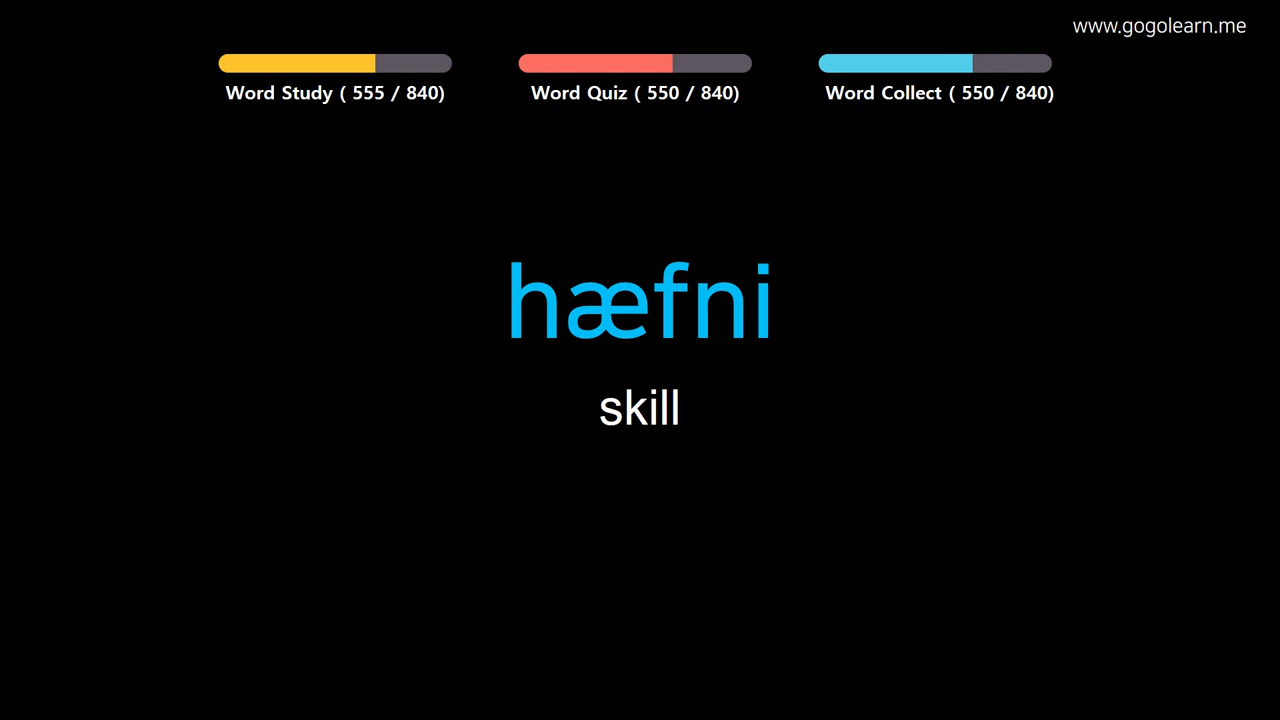 www.gogolearn.me
Word Study ( 555 / 840)
Word Quiz ( 550 / 840)
Word Collect ( 550 / 840)
hæfni
skill